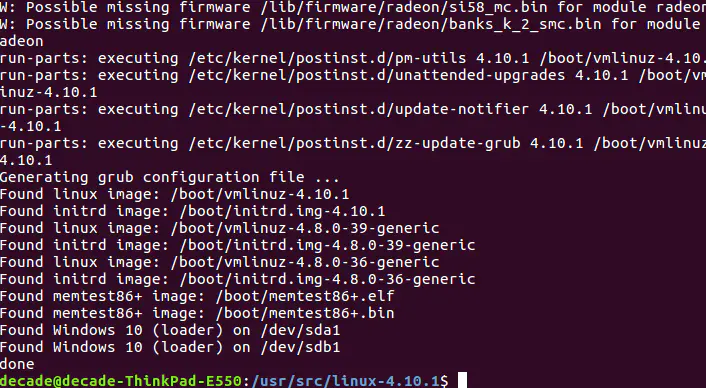 W: Possible missing firmware /lib/firmware/radeon/si58_mc.bin for module radeon
W: Possible missing firmware /lib/firmware/radeon/banks_k_2_smc.bin for module r
adeon
run-parts: executing /etc/kernel/postinst.d/pm-utils 4.10.1 /boot/vmlinuz-4.10.
run-parts: executing /etc/kernel/postinst.d/unattended-upgrades 4.10.1 /boot/vm
inuz-4.10.1
run-parts: executing /etc/kernel/postinst.d/update-notifier 4.10.1 /boot/vmlinu
-4.10.1
run-parts: executing /etc/kernel/postinst.d/zz-update-grub 4.10.1 /boot/vmlinuz
4.10.1
Generating grub configuration file ...
Found linux image: /boot/vmlinuz-4.10.1
Found initrd image: /boot/initrd.img-4.10.1
Found linux image: /boot/vmlinuz-4.8.0-39-generic
Found initrd image: /boot/initrd.img-4.8.0-39-generic
Found linux image: /boot/vmlinuz-4.8.0-36-generic
Found initrd image: /boot/initrd.img-4.8.0-36-generic
Found memtest86+ image: /boot/memtest86+.elf
Found memtest86+ image: /boot/memtest86+.bin
Found Windows 10 (loader) on /dev/sda1
Found Windows 10 (loader) on /dev/sdb1
done
decade@decade-ThinkPad-E550:/usr/src/linux-4.10.1$